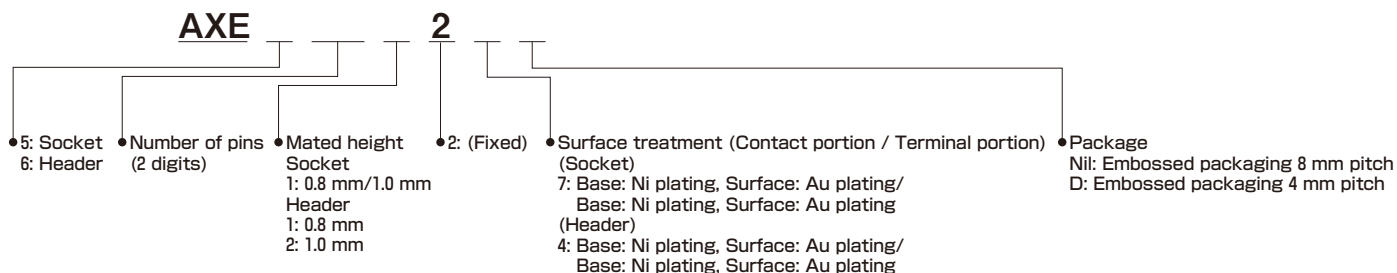 AXE 2
5: Socket
6: Header
Number of pins
(2 digits)
Mated height
Socket
1: 0.8 mm/1.0 mm
Header
1: 0.8 mm
2: 1.0 mm
2: (Fixed)
Surface treatment (Contact portion / Terminal portion)
(Socket)
7: Base: Ni plating, Surface: Au plating/
Base: Ni plating, Surface: Au plating
(Header)
4: Base: Ni plating, Surface: Au plating/
Base: Ni plating, Surface: Au plating
Package
Nil: Embossed packaging 8 mm pitch
D: Embossed packaging 4 mm pitch